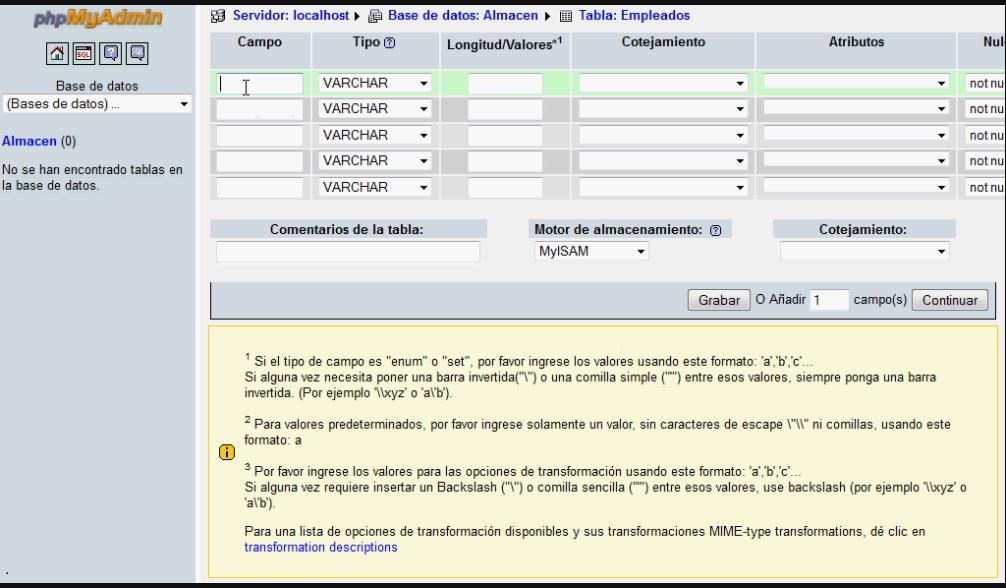 phpMyAdmin
SQL
Base de datos
(Bases de datos) ...
Almacen (0)
No se han encontrado tablas en
la base de datos.
Servidor: localhost Base de datos: Almacen Tabla: Empleados
Campo Tipo Longitud/Valores*1 Cotejamiento Atributos Nul
VARCHAR not nu
VARCHAR not nu
VARCHAR not nu
VARCHAR not nu
VARCHAR not nu
Comentarios de la tabla: Motor de almacenamiento: Cotejamiento:
MyISAM
Grabar O Añadir 1 campo(s) Continuar
1 Si el tipo de campo es "enum" o "set", por favor ingrese los valores usando este formato: 'a','b','c'...
Si alguna vez necesita poner una barra invertida("\") o una comilla simple ("'") entre esos valores, siempre ponga una barra
invertida. (Por ejemplo '\\xyz' o 'a\'b').
2 Para valores predeterminados, por favor ingrese solamente un valor, sin caracteres de escape \"\\" ni comillas, usando este
formato: a
3 Por favor ingrese los valores para las opciones de transformación usando este formato: 'a','b','c'...
Si alguna vez requiere insertar un Backslash ("\") o comilla sencilla ("'") entre esos valores, use backslash (por ejemplo '\\xyz' o
'a\'b').
Para una lista de opciones de transformación disponibles y sus transformaciones MIME-type transformations, dé clic en
transformation descriptions